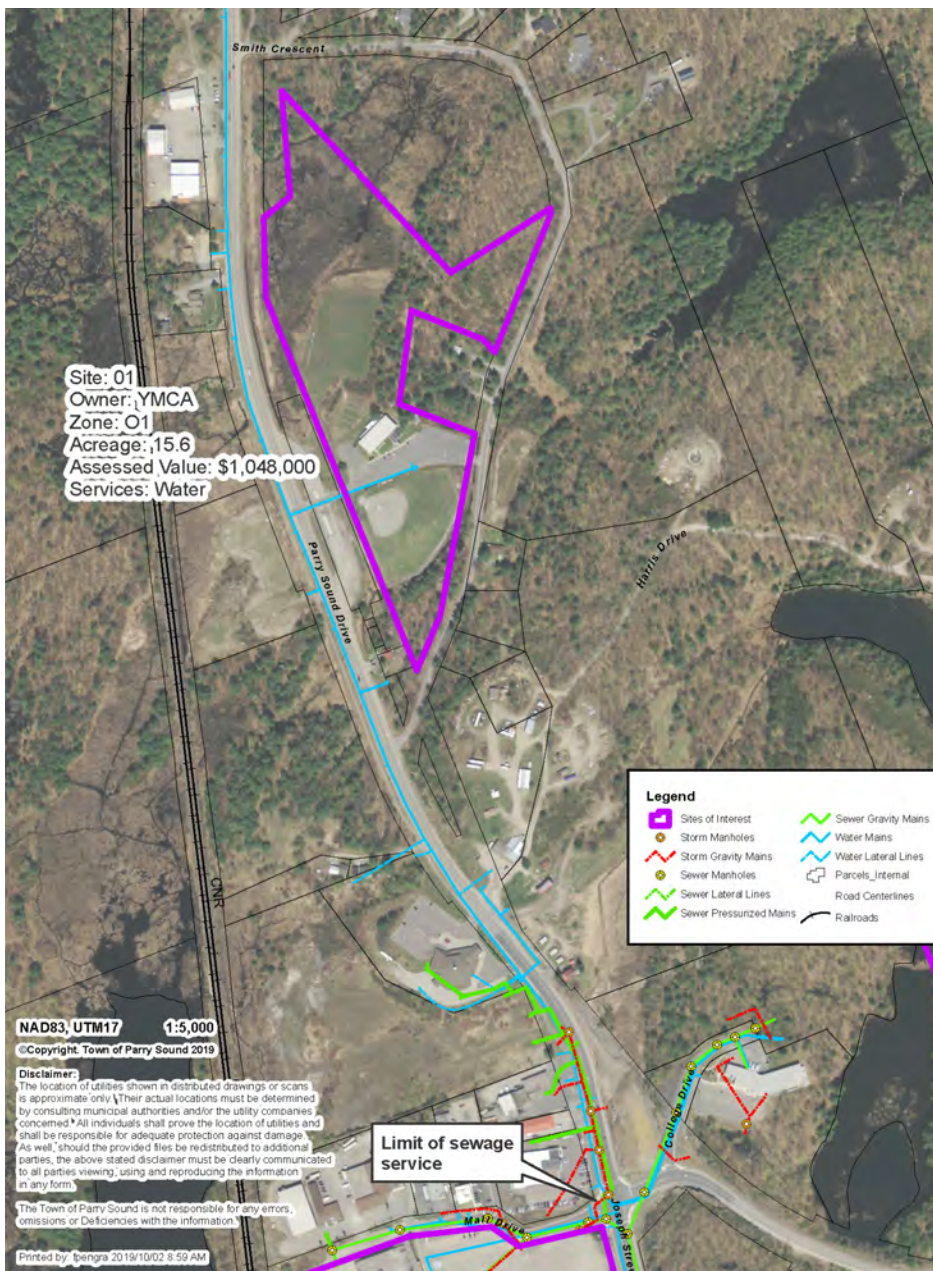 Smith Crescent
Site: 01
Owner: YMCA
Zone: O1
Acreage: 15.6
Assessed Value: $1,048,000
Services: Water
Parry Sound Drive
Harris Drive
CNR
Legend
Sites of Interest
Storm Manholes
Storm Gravity Mains
Sewer Manholes
Sewer Lateral Lines
Sewer Pressurized Mains
Sewer Gravity Mains
Water Mains
Water Lateral Lines
Parcels_Internal
Road Centerlines
Railroads
NAD83, UTM17 1:5,000
©Copyright. Town of Parry Sound 2019
Disclaimer:
The location of utilities shown in distributed drawings or scans
is approximate only. Their actual locations must be determined
by consulting municipal authorities and/or the utility companies
concerned. All individuals shall prove the location of utilities and
shall be responsible for adequate protection against damage.
As well, should the provided files be redistributed to additional
parties, the above stated disclaimer must be clearly communicated
to all parties viewing, using and reproducing the information
in any form.
The Town of Parry Sound is not responsible for any errors,
omissions or Deficiencies with the information.
Printed by: fpengra 2019/10/02 8:59 AM
College Drive
Limit of sewage
service
Mall Drive
Joseph Street